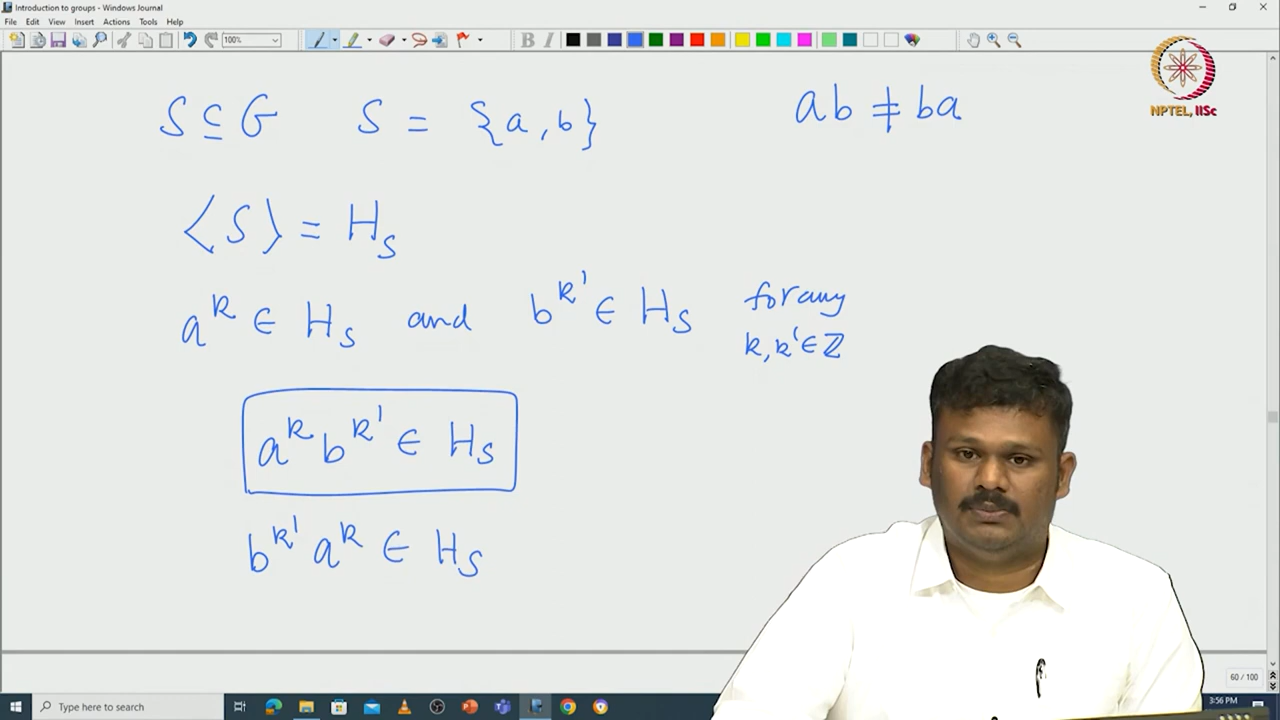 Introduction to groups - Windows Journal
File Edit View Insert Actions Tools Help
100%
B I
NPTEL, IISc
S ⊆ G S = {a, b} ab ≠ ba
⟨S⟩ = H_S
a^k ∈ H_S and b^k' ∈ H_S for any
k, k' ∈ ℤ
a^k b^k' ∈ H_S
b^k' a^k ∈ H_S
60 / 100
Type here to search
3:56 PM